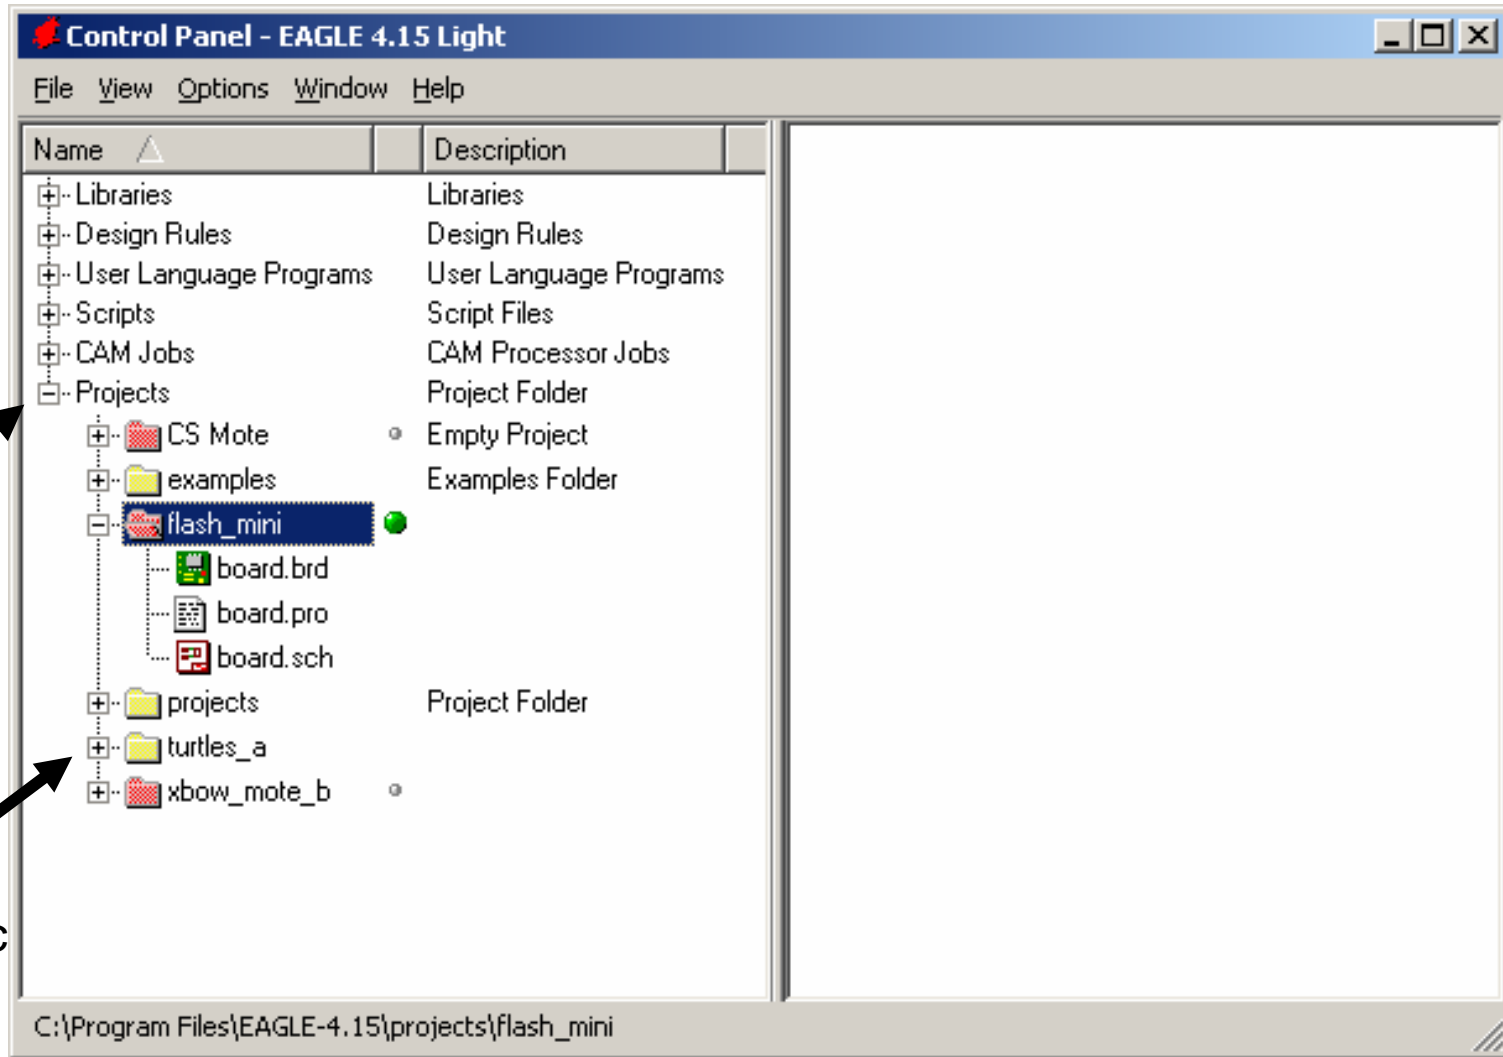 Control Panel - EAGLE 4.15 Light
File View Options Window Help
Name Description
Libraries Libraries
Design Rules Design Rules
User Language Programs User Language Programs
Scripts Script Files
CAM Jobs CAM Processor Jobs
Projects Project Folder
CS Mote Empty Project
examples Examples Folder
flash_mini
board.brd
board.pro
board.sch
projects Project Folder
turtles_a
xbow_mote_b
c
C:\Program Files\EAGLE-4.15\projects\flash_mini